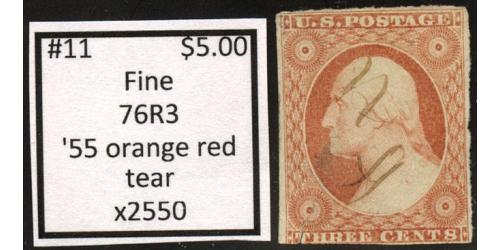 #11 $5.00
Fine
76R3
'55 orange red
tear
x2550
U.S. POSTAGE
THREE CENTS